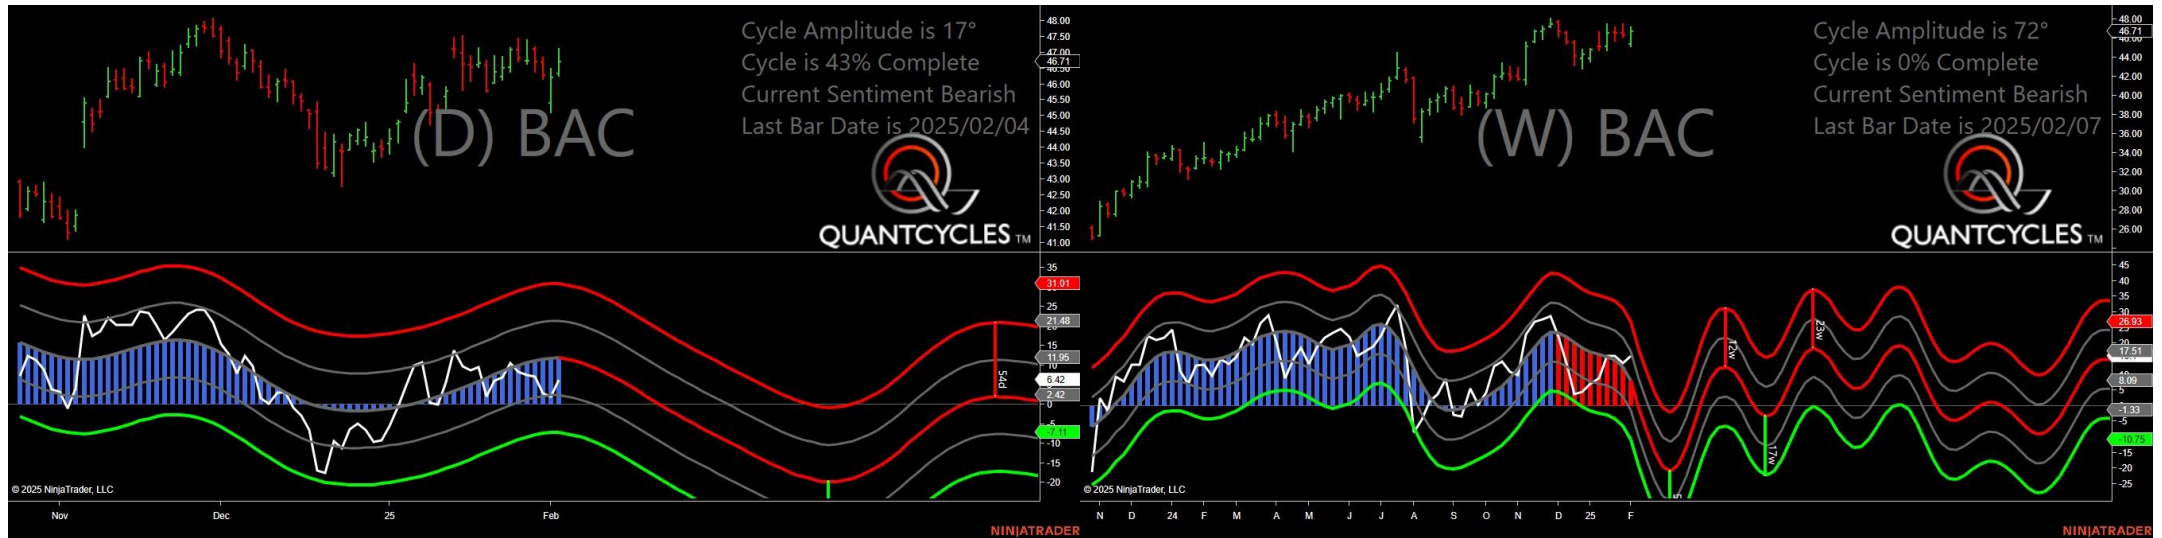 Cycle Amplitude is 17°
Cycle is 43% Complete
Current Sentiment Bearish
Last Bar Date is 2025/02/04
(D) BAC
QUANTCYCLES TM
48.00
47.50
47.00
46.71
46.50
46.00
45.50
45.00
44.50
44.00
43.50
43.00
42.50
42.00
41.50
41.00
35
31.01
25
21.48
15
11.95
6.42
2.42
0
-7.11
-10
-15
-20
54d
© 2025 NinjaTrader, LLC
Nov
Dec
25
Feb
NINJATRADER
Cycle Amplitude is 72°
Cycle is 0% Complete
Current Sentiment Bearish
Last Bar Date is 2025/02/07
(W) BAC
QUANTCYCLES TM
48.00
46.71
44.00
42.00
40.00
38.00
36.00
34.00
32.00
30.00
28.00
26.00
45
40
35
30
26.93
20
17.51
8.09
-1.33
-5
-10.75
-15
-20
-25
12w
23w
17w
5
© 2025 NinjaTrader, LLC
N D 24 F M A M J J A S O N D 25 F
NINJATRADER